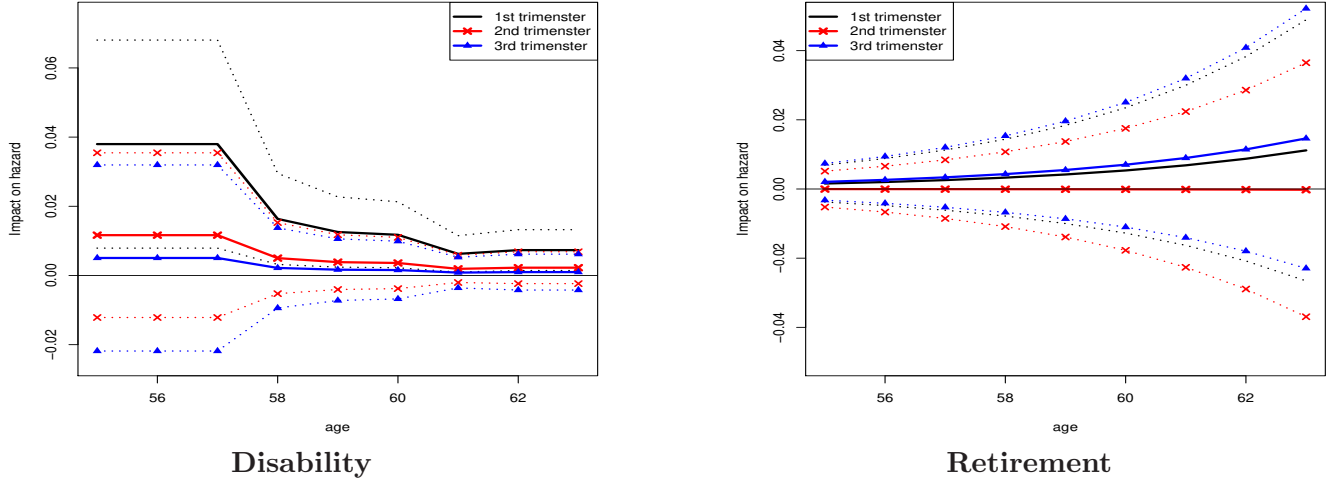 1st trimenster
2nd trimenster
3rd trimenster
Impact on hazard
0.06
0.04
0.02
0.00
−0.02
56
58
60
62
age
Disability
1st trimenster
2nd trimenster
3rd trimenster
Impact on hazard
0.04
0.02
0.00
−0.02
−0.04
56
58
60
62
age
Retirement